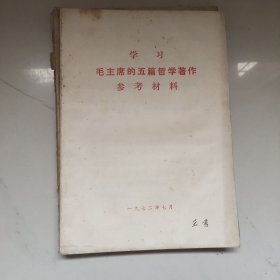 学习
毛主席的五篇哲学著作
参考材料
一九七二年七月